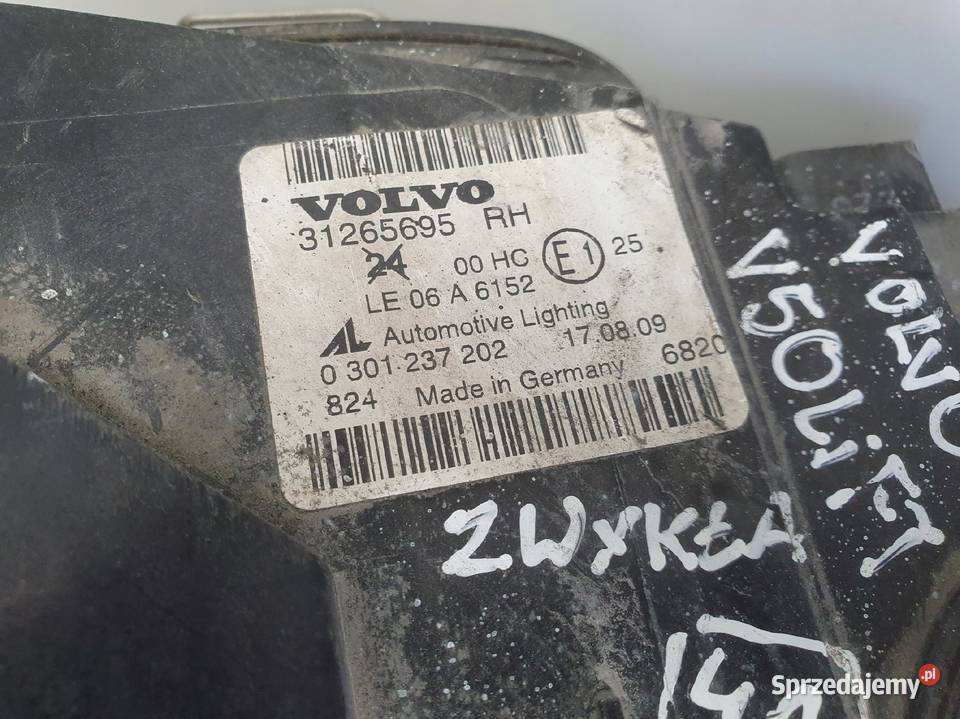 VOLVO
31265695 RH
24 00 HC E1 25
LE 06 A 6152
AL Automotive Lighting
0 301 237 202 17.08.09
824 Made in Germany 6820
VOLVO
V50
ZWYKŁA
Sprzedajemy.pl